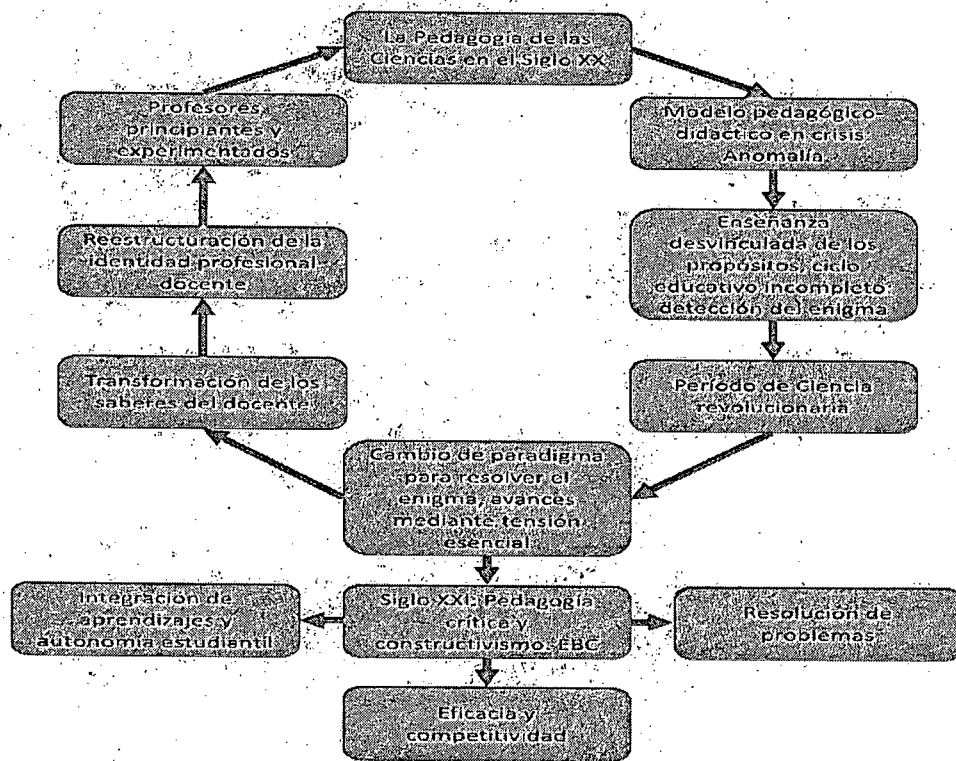 La Pedagogía de las
Ciencias en el Siglo XX
Modelo pedagógico-
didáctico en crisis
Anomalía.
Enseñanza
desvinculada de los
propósitos, ciclo
educativo incompleto:
detección del enigma
Período de Ciencia
revolucionaria
Cambio de paradigma
para resolver el
enigma, avances
mediante tensión
esencial
Transformación de los
saberes del docente
Reestructuración de la
identidad profesional
docente
Profesores
principiantes y
experimentados
Siglo XXI: Pedagogía
crítica y
constructivismo. EBC
Integración de
aprendizajes y
autonomía estudiantil
Resolución de
problemas
Eficacia y
competitividad